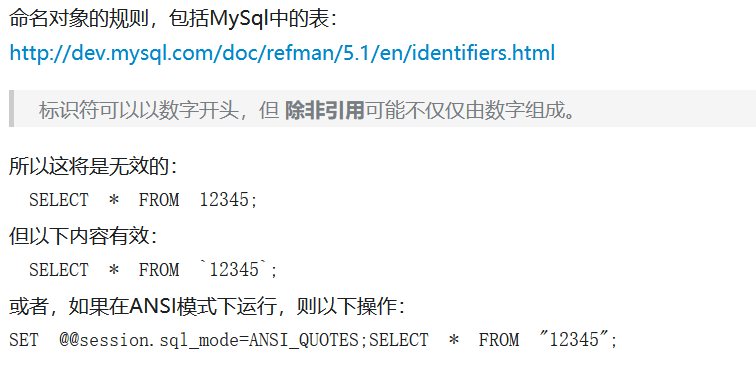 命名对象的规则，包括MySql中的表：
http://dev.mysql.com/doc/refman/5.1/en/identifiers.html
标识符可以以数字开头，但 除非引用可能不仅仅由数字组成。
所以这将是无效的：
SELECT * FROM 12345;
但以下内容有效：
SELECT * FROM `12345`;
或者，如果在ANSI模式下运行，则以下操作：
SET @@session.sql_mode=ANSI_QUOTES;SELECT * FROM "12345";